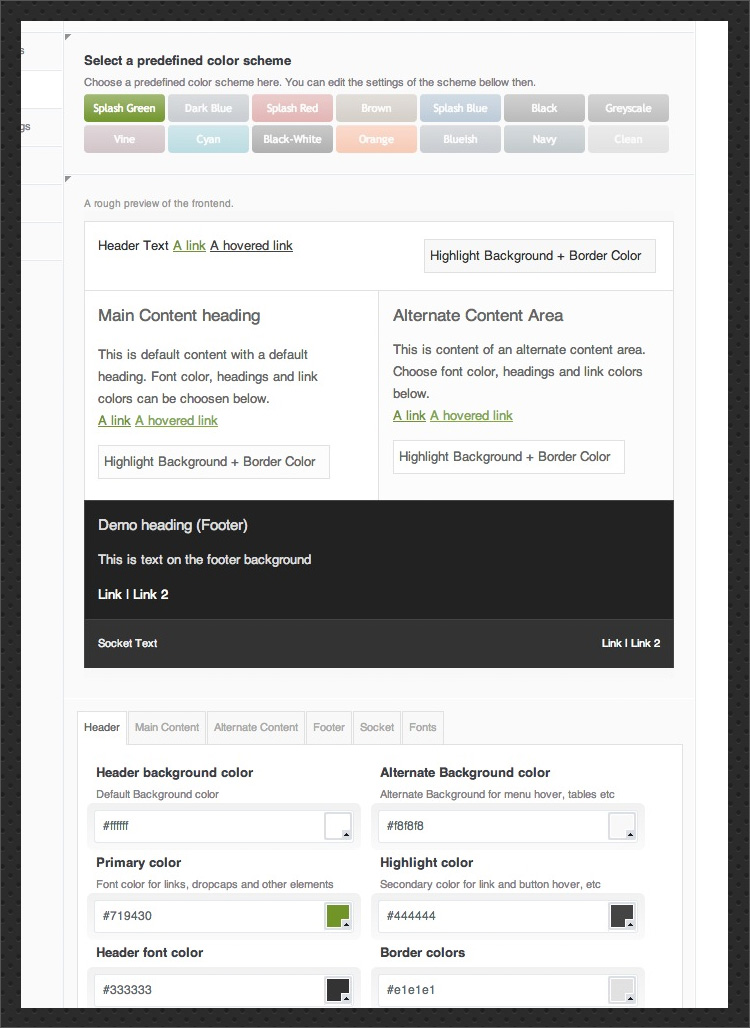 s
Select a predefined color scheme
Choose a predefined color scheme here. You can edit the settings of the scheme bellow then.
Splash Green Dark Blue Splash Red Brown Splash Blue Black Greyscale
gs
Vine Cyan Black-White Orange Blueish Navy Clean
A rough preview of the frontend.
Header Text A link A hovered link
Highlight Background + Border Color
Main Content heading
This is default content with a default
heading. Font color, headings and link
colors can be choosen below.
A link A hovered link
Highlight Background + Border Color
Alternate Content Area
This is content of an alternate content area.
Choose font color, headings and link colors
below.
A link A hovered link
Highlight Background + Border Color
Demo heading (Footer)
This is text on the footer background
Link | Link 2
Socket Text Link | Link 2
Header Main Content Alternate Content Footer Socket Fonts
Header background color
Default Background color
#ffffff
Alternate Background color
Alternate Background for menu hover, tables etc
#f8f8f8
Primary color
Font color for links, dropcaps and other elements
#719430
Highlight color
Secondary color for link and button hover, etc
#444444
Header font color
#333333
Border colors
#e1e1e1